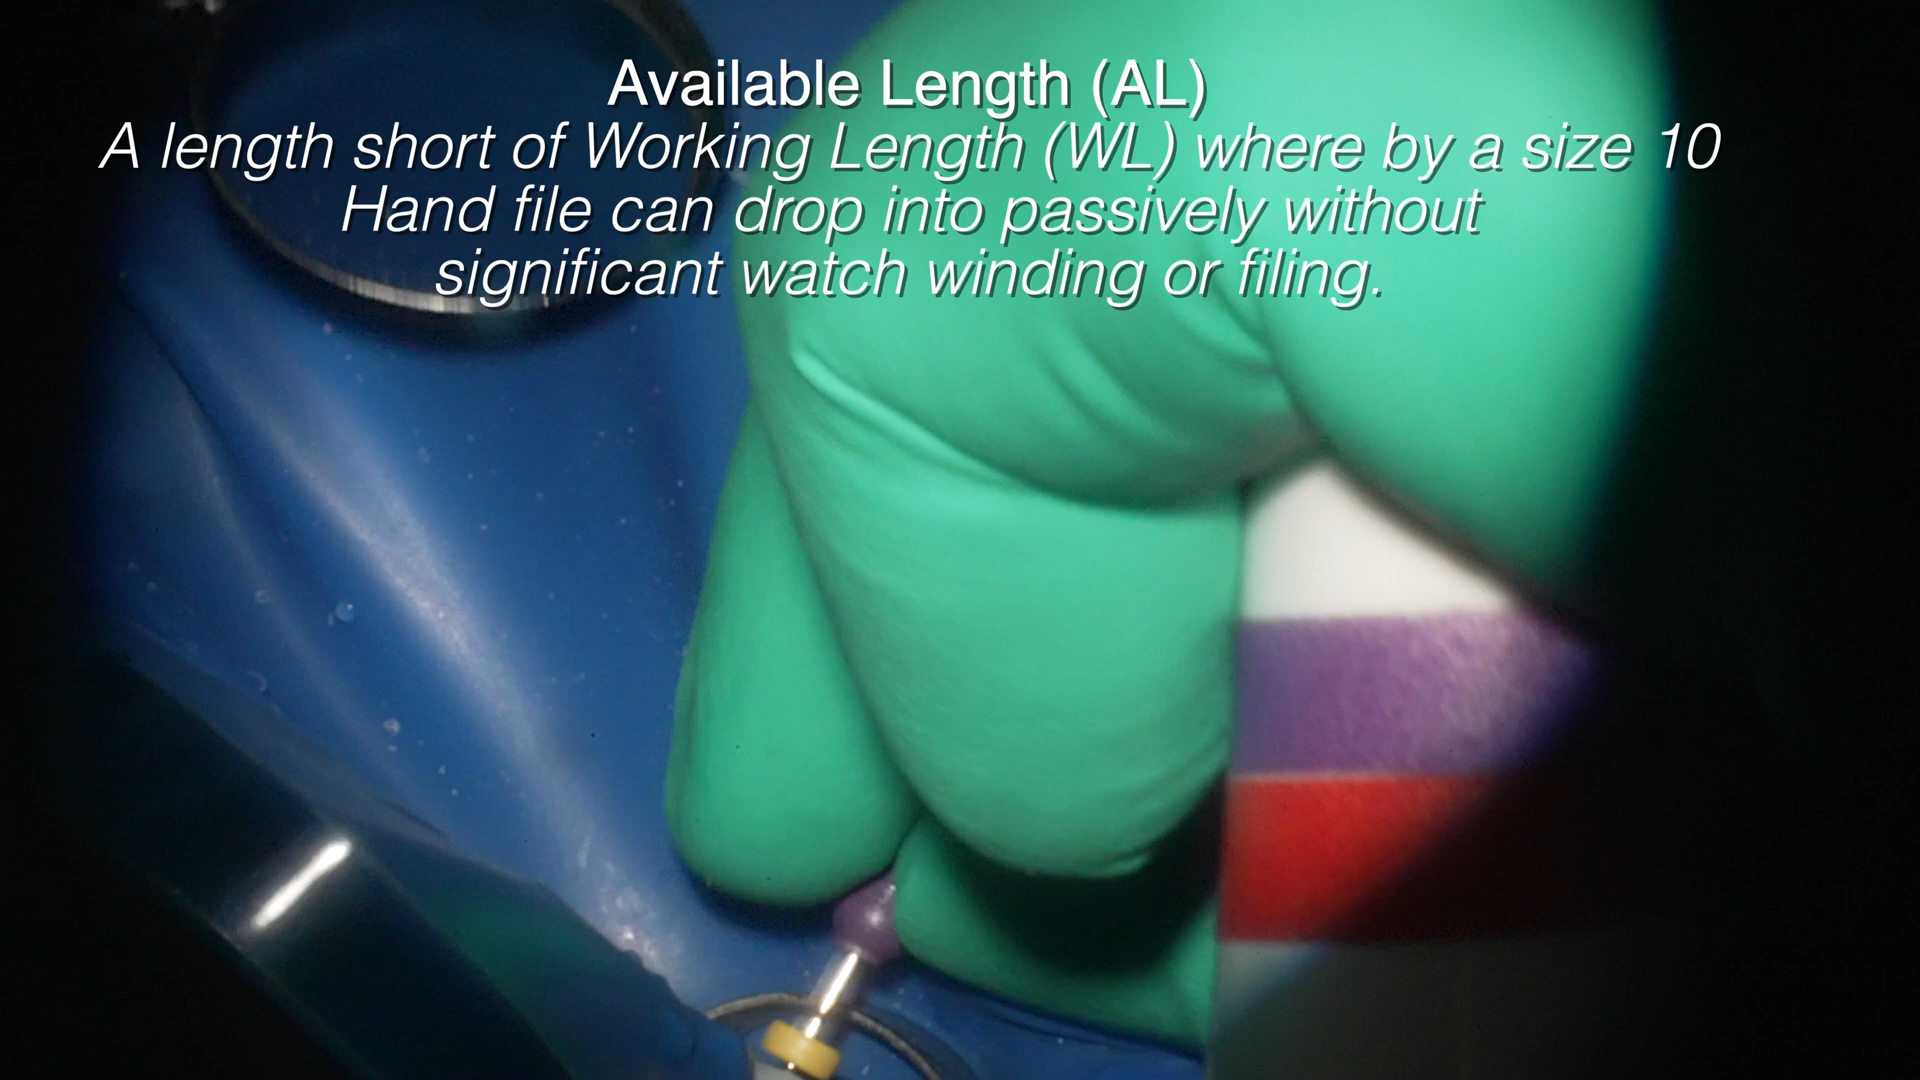 Available Length (AL)
A length short of Working Length (WL) where by a size 10
Hand file can drop into passively without
significant watch winding or filing.